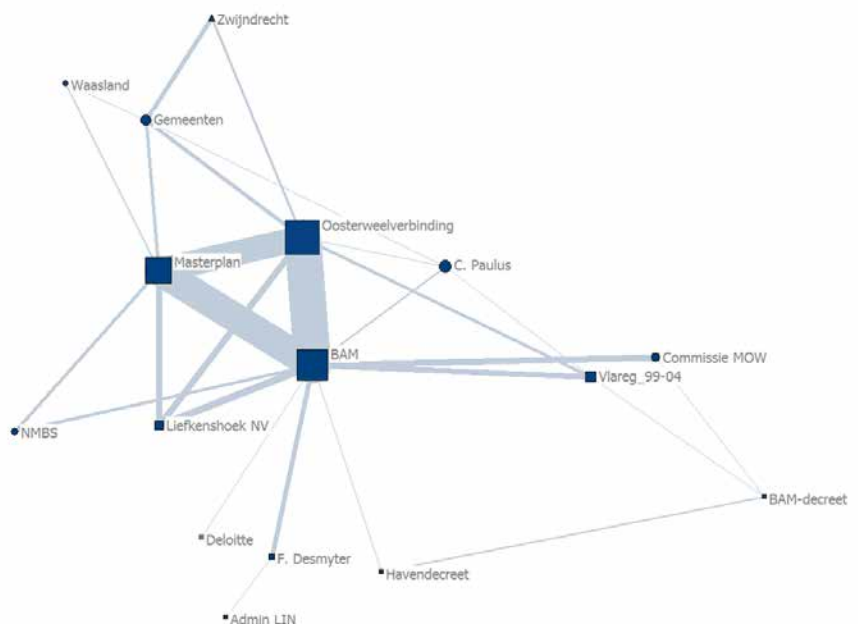 Zwijndrecht
Waasland
Gemeenten
Oosterweelverbinding
Masterplan
C. Paulus
BAM
Commissie MOW
Vlareg_99-04
Liefkenshoek NV
NMBS
BAM-decreet
Deloitte
F. Desmyter
Havendecreet
Admin LIN